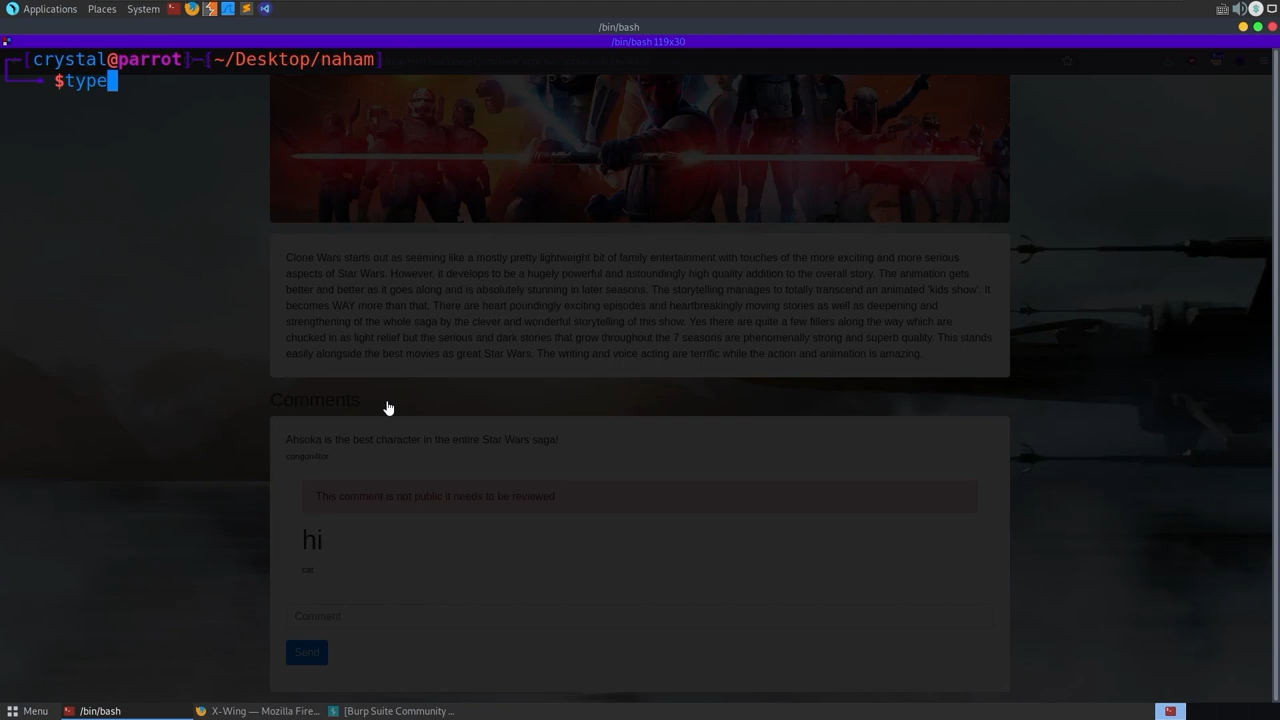 Applications Places System
/bin/bash
/bin/bash 119x30
[crystal@parrot]─[~/Desktop/naham]
$type
Clone Wars starts out as seeming like a mostly pretty lightweight bit of family entertainment with touches of the more exciting and more serious
aspects of Star Wars. However, it develops to be a hugely powerful and astoundingly high quality addition to the overall story. The animation gets
better and better as it goes along and is absolutely stunning in later seasons. The storytelling manages to totally transcend an animated 'kids show'. It
becomes WAY more than that. There are heart poundingly exciting episodes and heartbreakingly moving stories as well as deepening and
strengthening of the whole saga by the clever and wonderful storytelling of this show. Yes there are quite a few fillers along the way which are
chucked in as light relief but the serious and dark stories that grow throughout the 7 seasons are phenomenally strong and superb quality. This stands
easily alongside the best movies as great Star Wars. The writing and voice acting are terrific while the action and animation is amazing.
Comments
Ahsoka is the best character in the entire Star Wars saga!
This comment is not public it needs to be reviewed
hi
Comment
Send
Menu /bin/bash X-Wing — Mozilla Fire... [Burp Suite Community ...